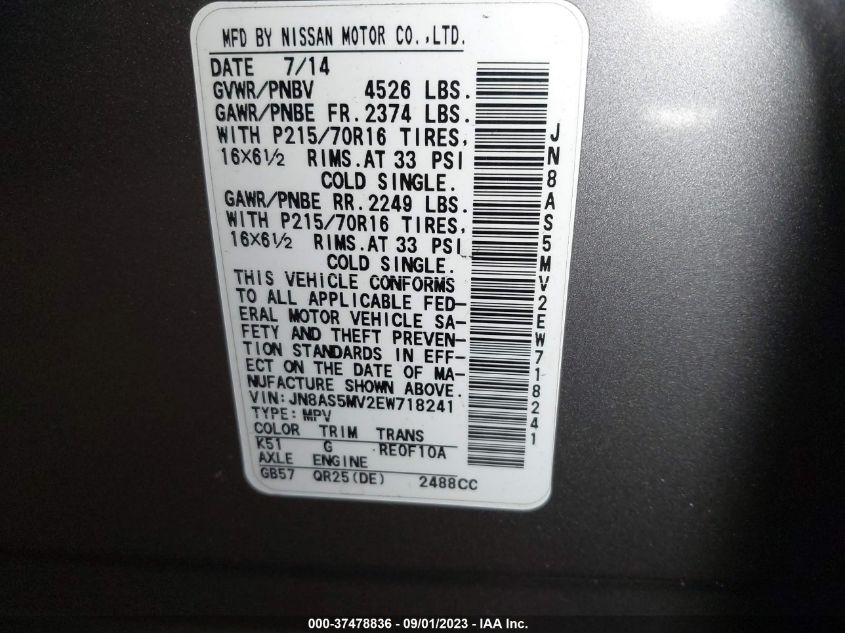 MFD BY NISSAN MOTOR CO.,LTD.
DATE 7/14
GVWR/PNBV 4526 LBS.
GAWR/PNBE FR. 2374 LBS.
WITH P215/70R16 TIRES,
16×6½ RIMS.AT 33 PSI
COLD SINGLE.
GAWR/PNBE RR. 2249 LBS.
WITH P215/70R16 TIRES,
16×6½ RIMS.AT 33 PSI
COLD SINGLE.
THIS VEHICLE CONFORMS
TO ALL APPLICABLE FED-
ERAL MOTOR VEHICLE SA-
FETY AND THEFT PREVEN-
TION STANDARDS IN EFF-
ECT ON THE DATE OF MA-
NUFACTURE SHOWN ABOVE.
VIN: JN8AS5MV2EW718241
TYPE: MPV
COLOR TRIM TRANS
K51 G RE0F10A
AXLE ENGINE
GB57 QR25(DE) 2488CC
JN8AS5MV2EW718241
000-37478836 - 09/01/2023 - IAA Inc.